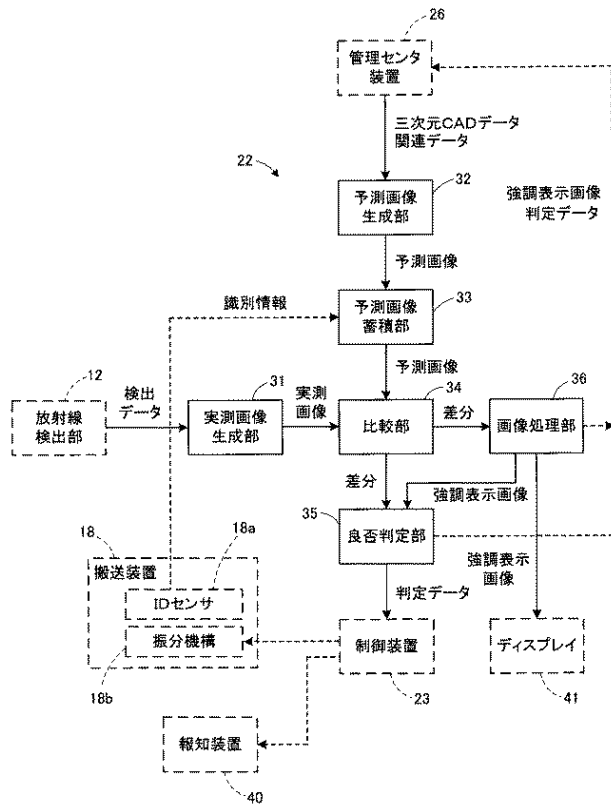 26
管理センタ
装置
三次元CADデータ
関連データ
22
32
予測画像
生成部
強調表示画像
判定データ
予測画像
識別情報
33
予測画像
蓄積部
予測画像
12
検出
データ
31
実測
画像
34
36
放射線
検出部
実測画像
生成部
比較部
差分
画像処理部
差分
強調表示画像
35
18
18a
良否判定部
搬送装置
強調表示
画像
IDセンサ
判定データ
振分機構
制御装置
ディスプレイ
18b
23
41
報知装置
40